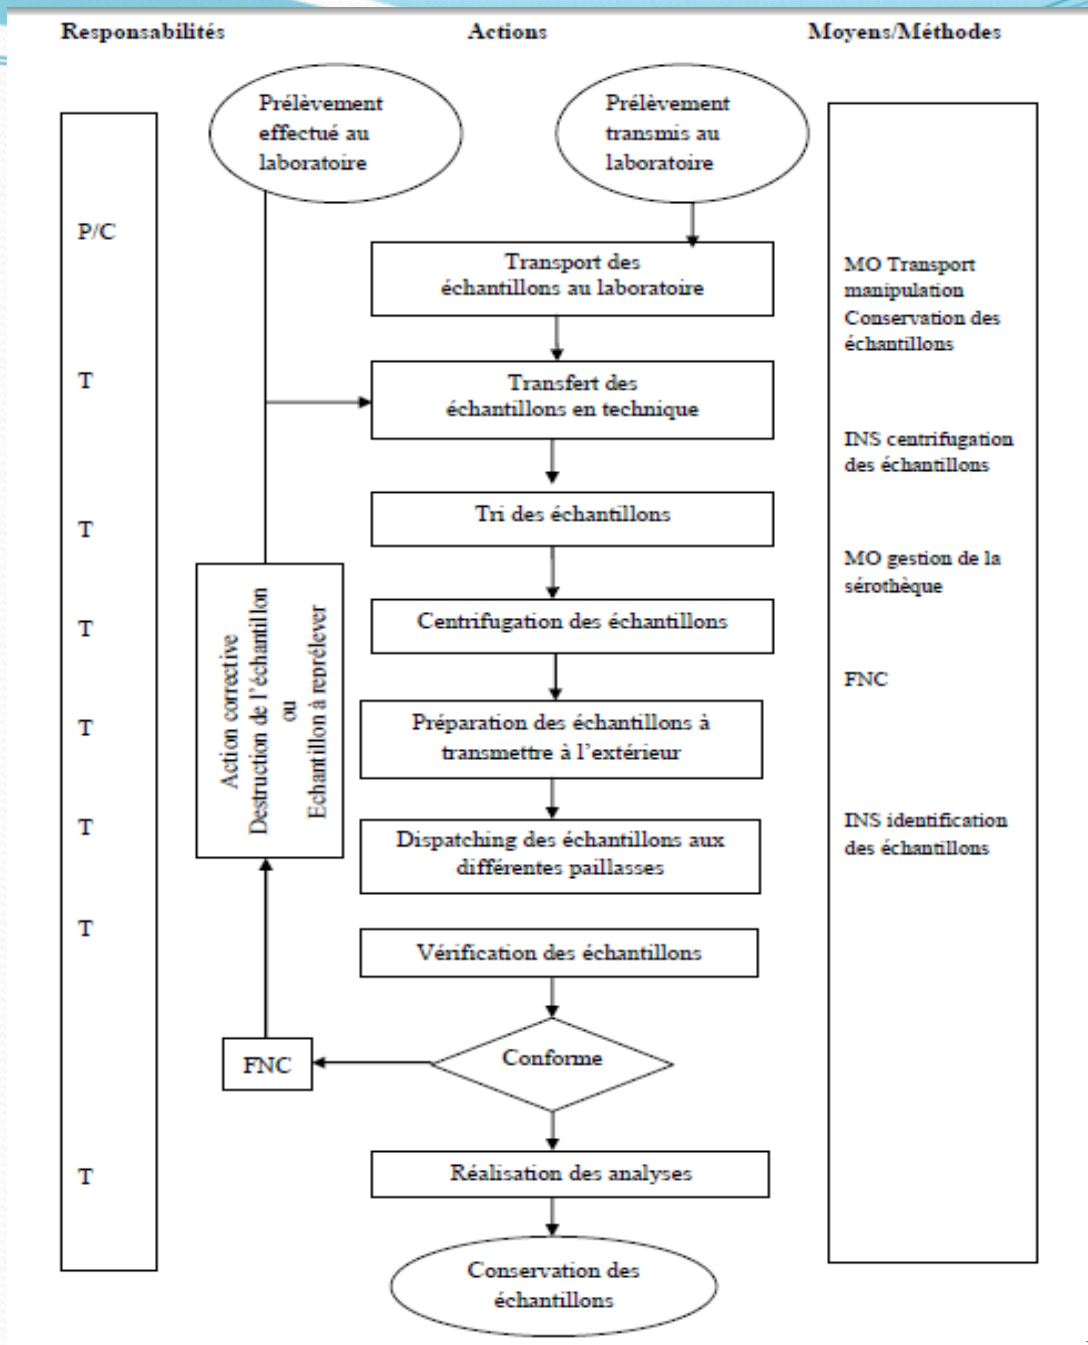 Responsabilités
Actions
Moyens/Méthodes
Prélèvement
effectué au
laboratoire
Prélèvement
transmis au
laboratoire
P/C
Transport des
échantillons au laboratoire
MO Transport
manipulation
Conservation des
échantillons
T
Transfert des
échantillons en technique
INS centrifugation
des échantillons
T
Tri des échantillons
MO gestion de la
sérothèque
T
Centrifugation des échantillons
FNC
Action corrective
Destruction de l'échantillon
ou
Echantillon à reprélever
T
Préparation des échantillons à
transmettre à l'extérieur
T
Dispatching des échantillons aux
différentes paillasses
INS identification
des échantillons
T
Vérification des échantillons
Conforme
FNC
T
Réalisation des analyses
Conservation des
échantillons